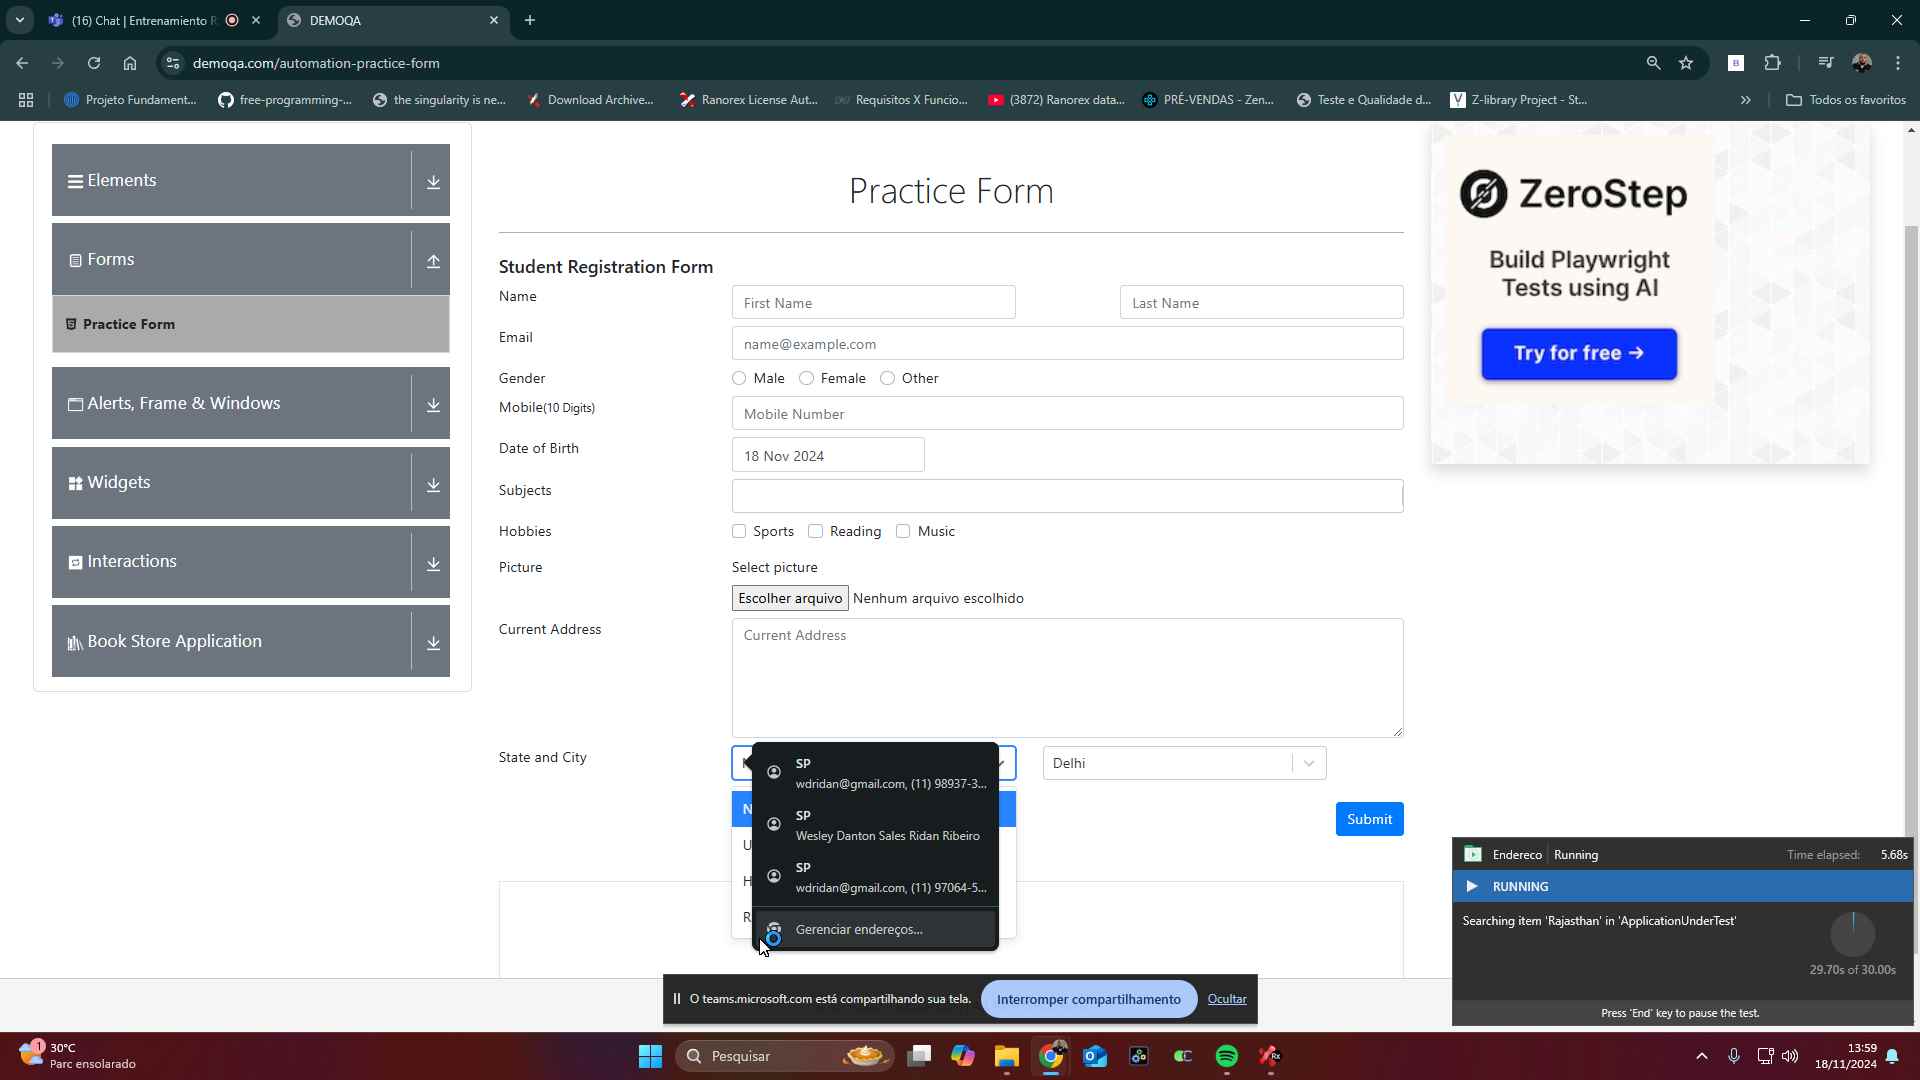 (16) Chat | Entrenamiento R
DEMOQA
demoqa.com/automation-practice-form
Projeto Fundament...
free-programming-...
the singularity is ne...
Download Archive...
Ranorex License Aut...
Requisitos X Funcio...
(3872) Ranorex data...
PRÉ-VENDAS - Zen...
Teste e Qualidade d...
Z-library Project - St...
Todos os favoritos
Elements
Forms
Practice Form
Alerts, Frame & Windows
Widgets
Interactions
Book Store Application
Practice Form
Student Registration Form
Name
First Name
Last Name
Email
name@example.com
Gender
Male
Female
Other
Mobile(10 Digits)
Mobile Number
Date of Birth
18 Nov 2024
Subjects
Hobbies
Sports
Reading
Music
Picture
Select picture
Escolher arquivo
Nenhum arquivo escolhido
Current Address
Current Address
State and City
Delhi
N
U
H
R
SP
wdridan@gmail.com, (11) 98937-3...
SP
Wesley Danton Sales Ridan Ribeiro
SP
wdridan@gmail.com, (11) 97064-5...
Gerenciar endereços...
Submit
ZeroStep
Build Playwright
Tests using AI
Try for free →
Endereco
Running
Time elapsed: 5.68s
RUNNING
Searching item 'Rajasthan' in 'ApplicationUnderTest'
29.70s of 30.00s
Press 'End' key to pause the test.
O teams.microsoft.com está compartilhando sua tela.
Interromper compartilhamento
Ocultar
1
30°C
Parc ensolarado
Pesquisar
13:59
18/11/2024